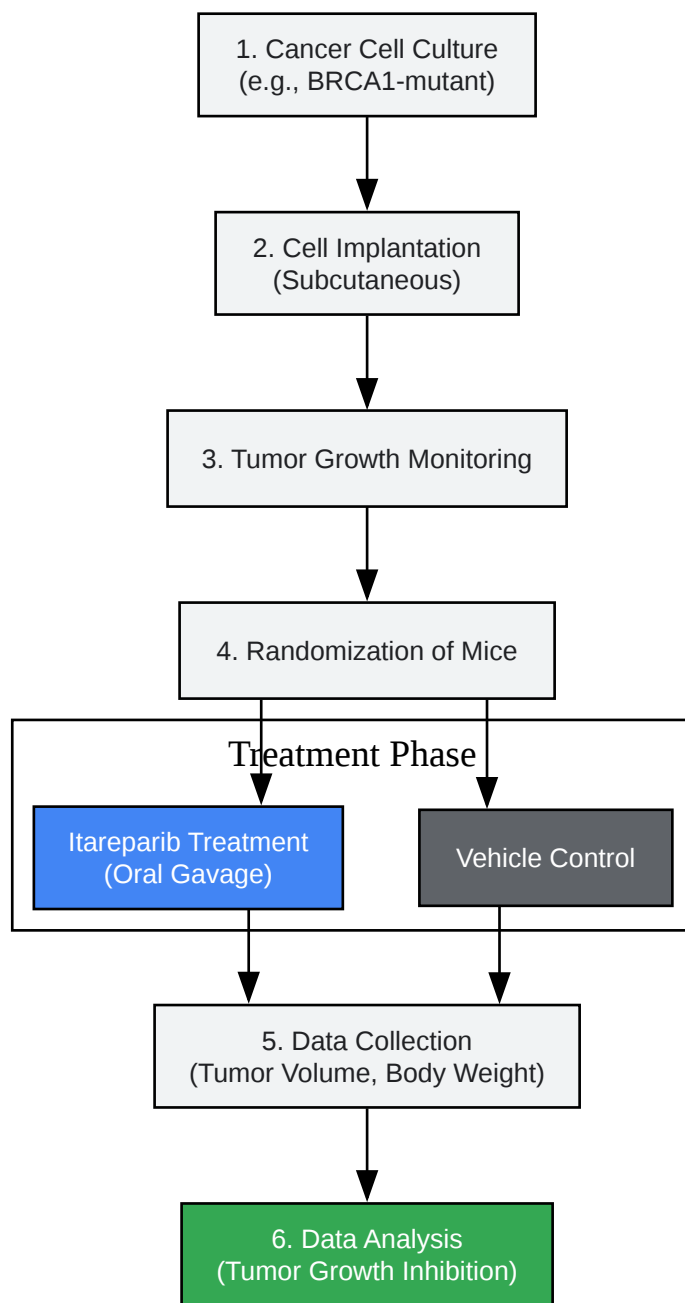 1. Cancer Cell Culture
(e.g., BRCA1-mutant)
2. Cell Implantation
(Subcutaneous)
3. Tumor Growth Monitoring
4. Randomization of Mice
Treatment Phase
Itareparib Treatment
(Oral Gavage)
Vehicle Control
5. Data Collection
(Tumor Volume, Body Weight)
6. Data Analysis
(Tumor Growth Inhibition)